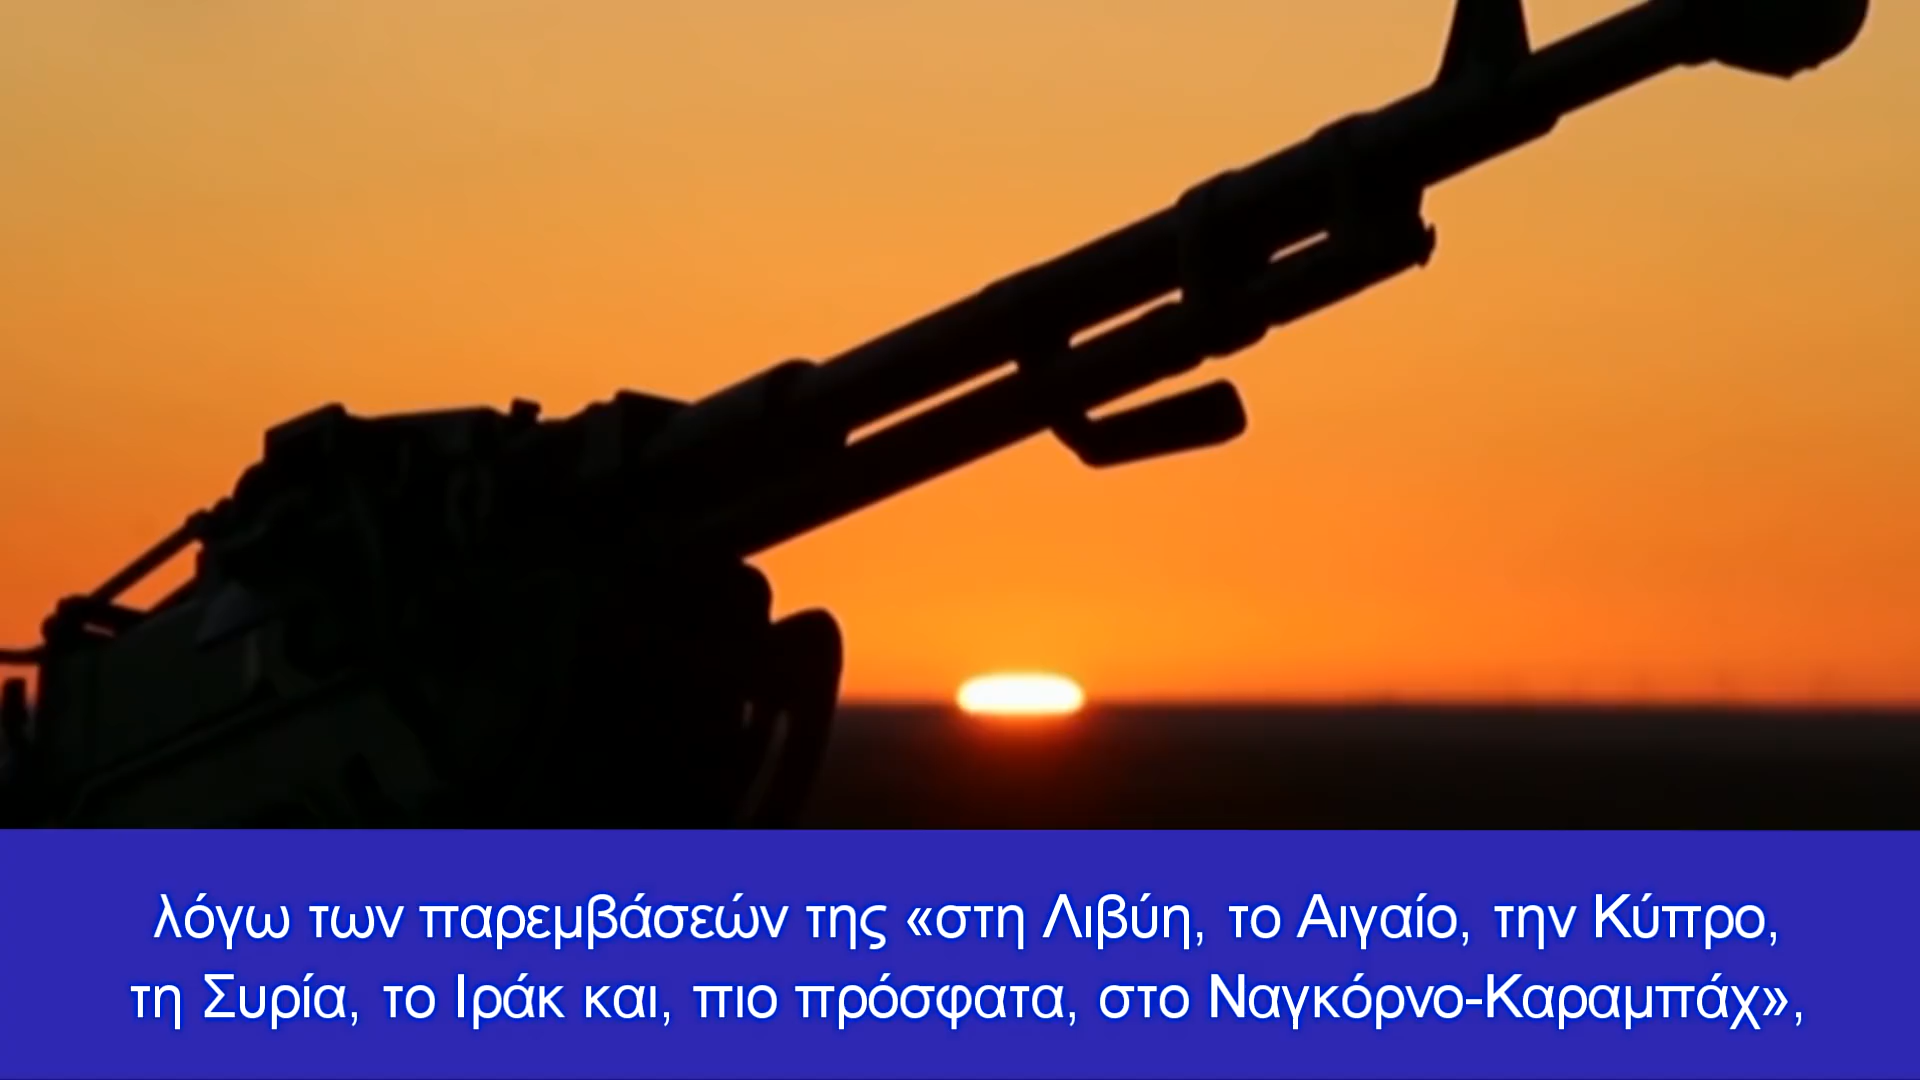 λόγω των παρεμβάσεών της «στη Λιβύη, το Αιγαίο, την Κύπρο,
τη Συρία, το Ιράκ και, πιο πρόσφατα, στο Ναγκόρνο-Καραμπάχ»,